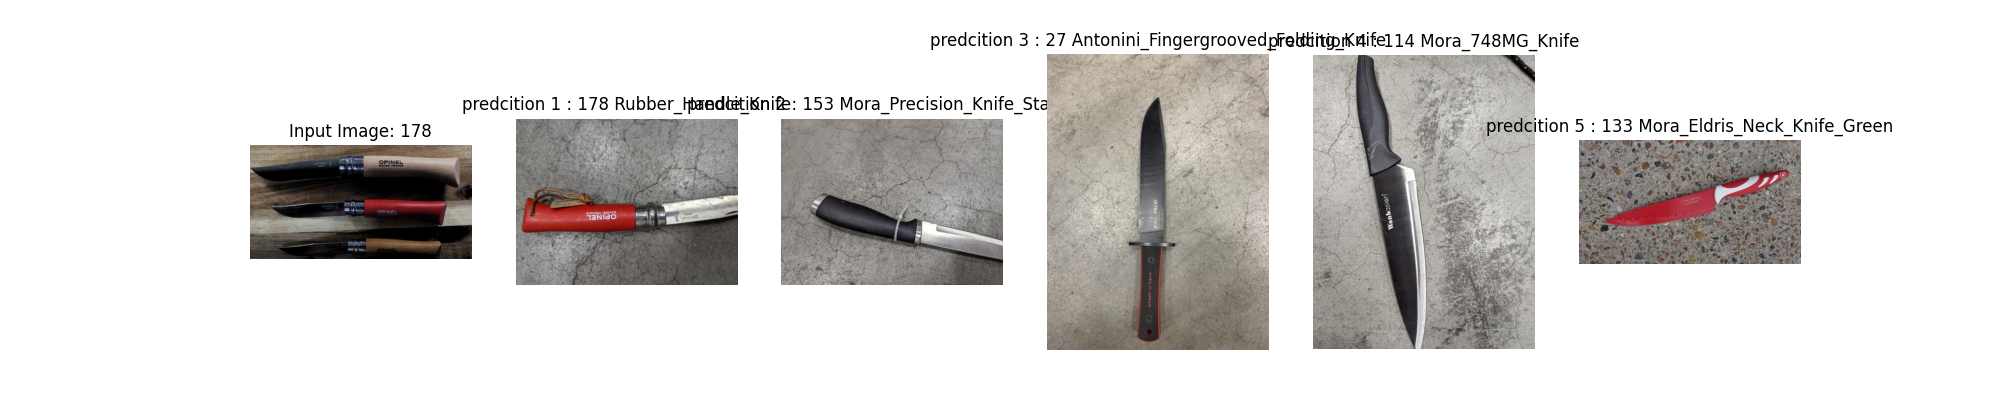 Input Image: 178
OPINEL
OPINEL
predcition 1 : 178 Rubber_Handle_Knife
OPINEL
predcition 2 : 153 Mora_Precision_Knife_Sta
predcition 3 : 27 Antonini_Fingergrooved_Folding_Knife
predcition 4 : 114 Mora_748MG_Knife
predcition 5 : 133 Mora_Eldris_Neck_Knife_Green